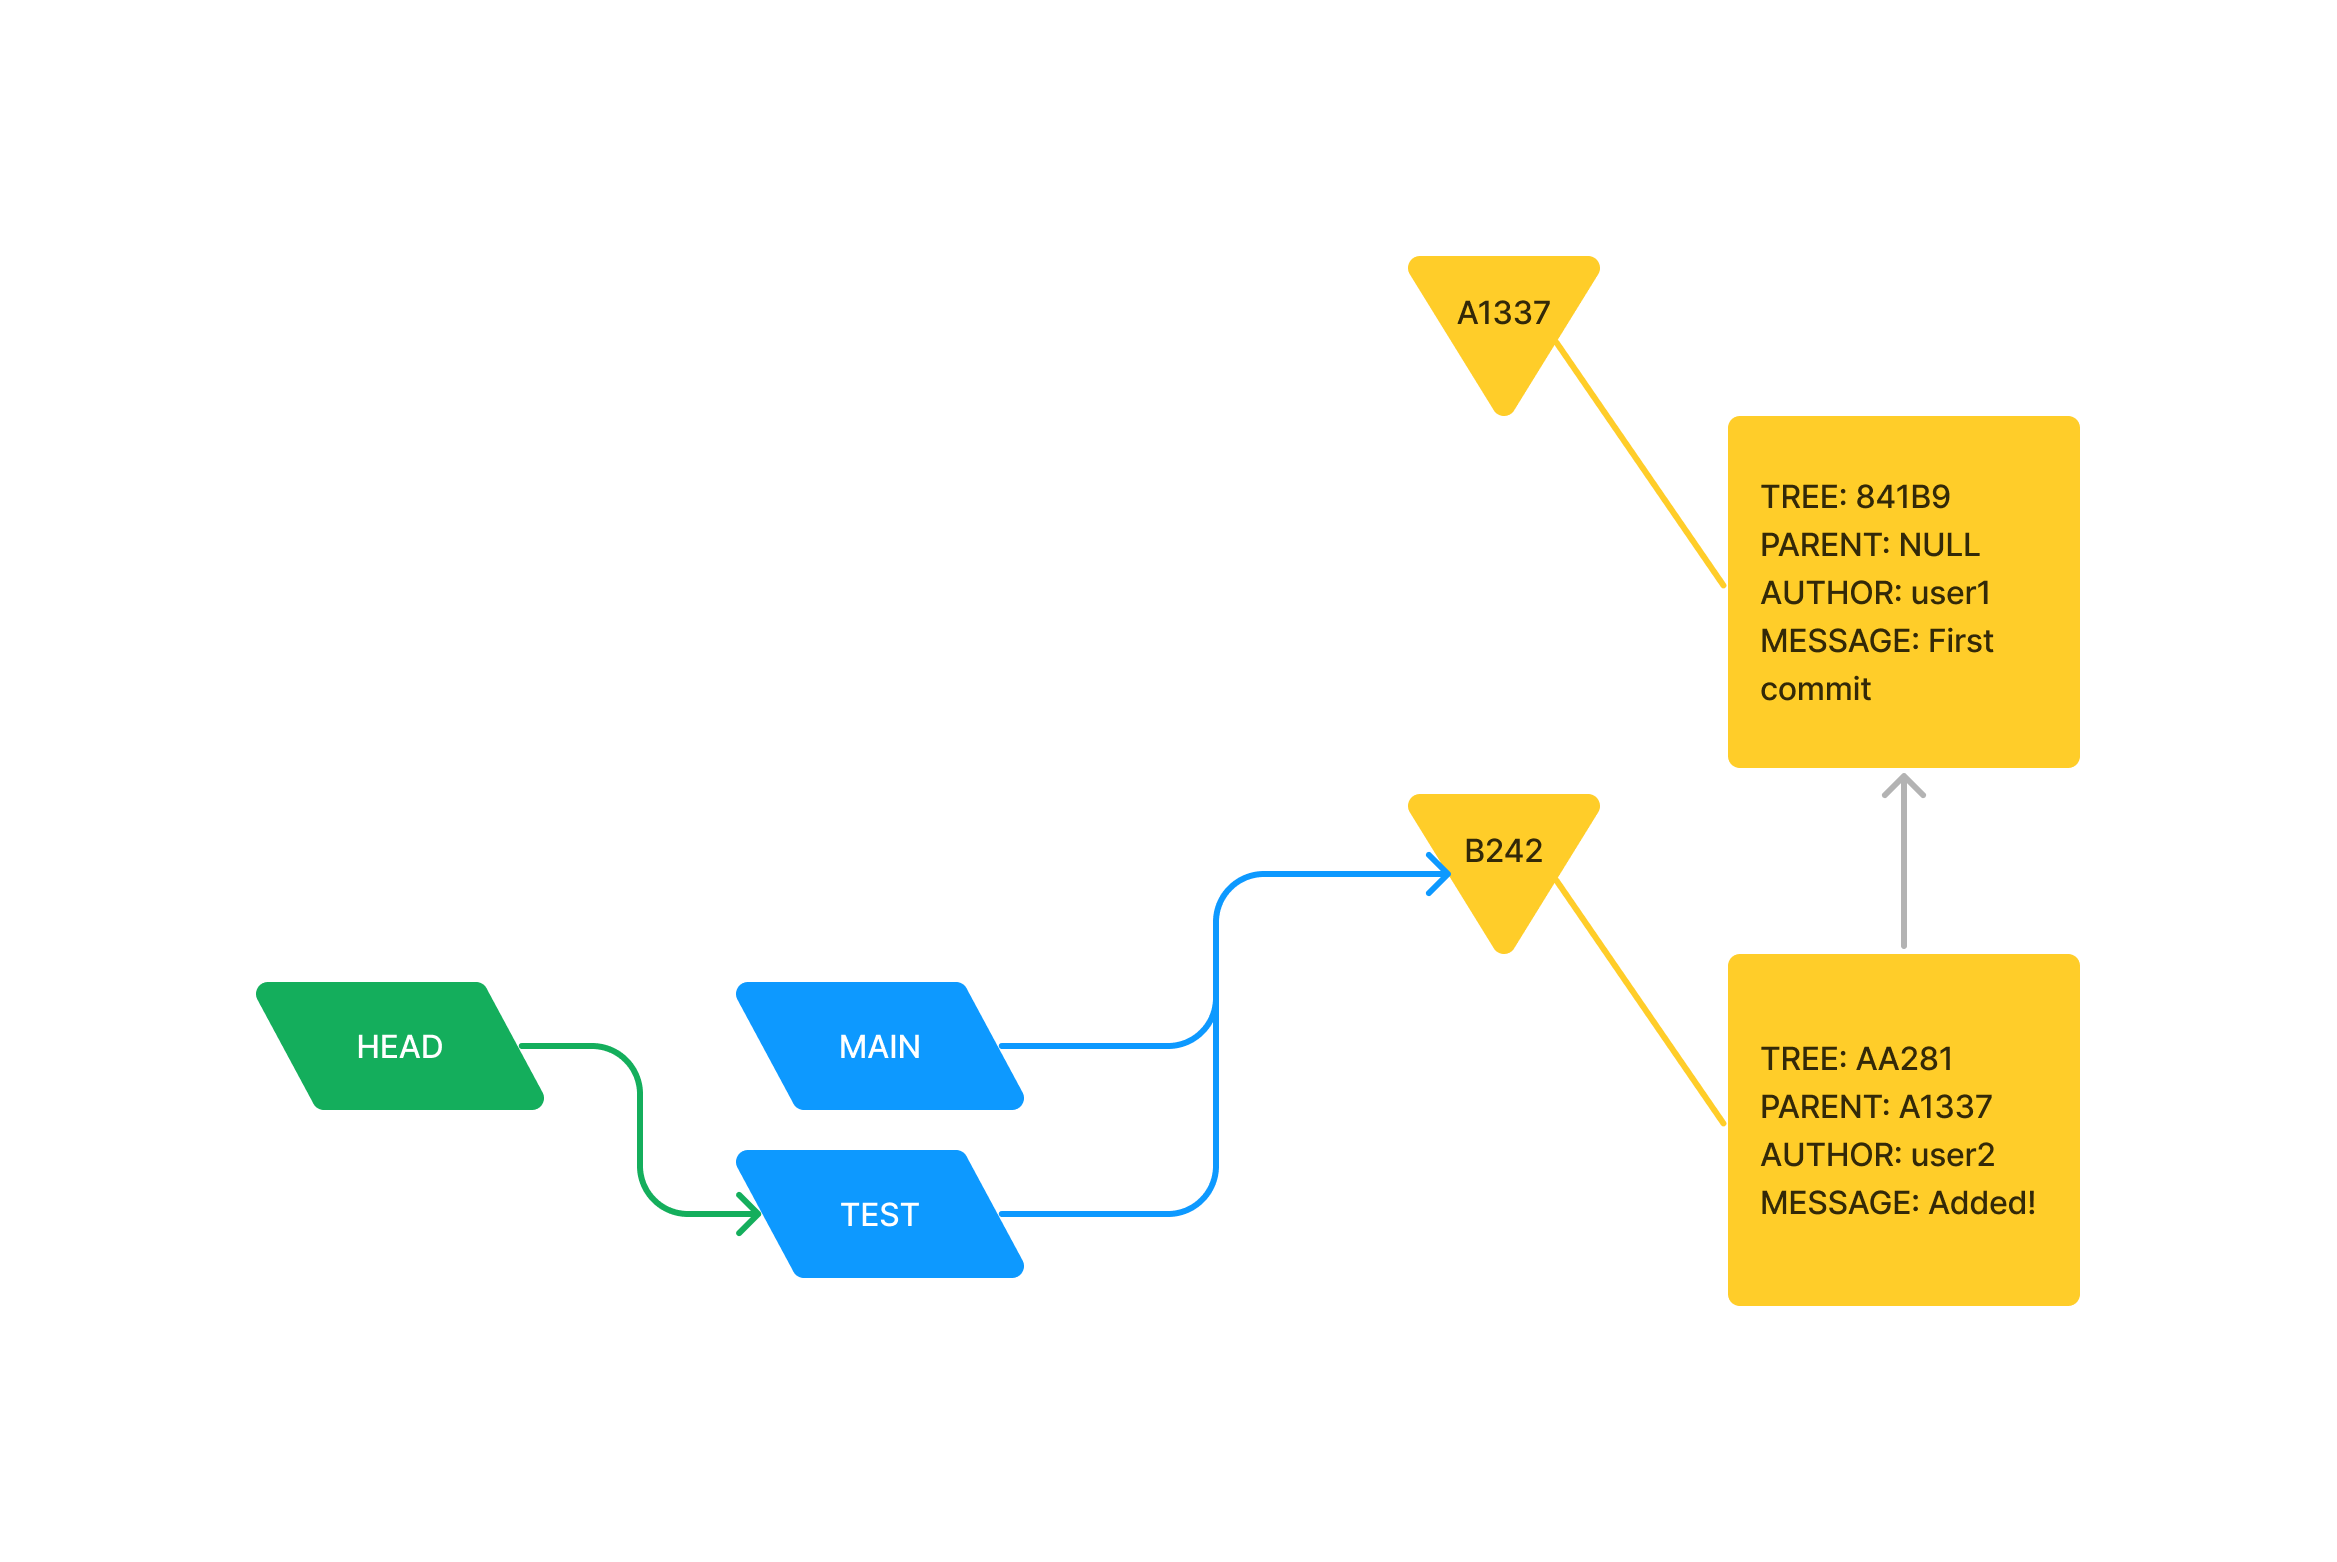 A1337
TREE: 841B9
PARENT: NULL
AUTHOR: user1
MESSAGE: First
commit
B242
HEAD
MAIN
TEST
TREE: AA281
PARENT: A1337
AUTHOR: user2
MESSAGE: Added!